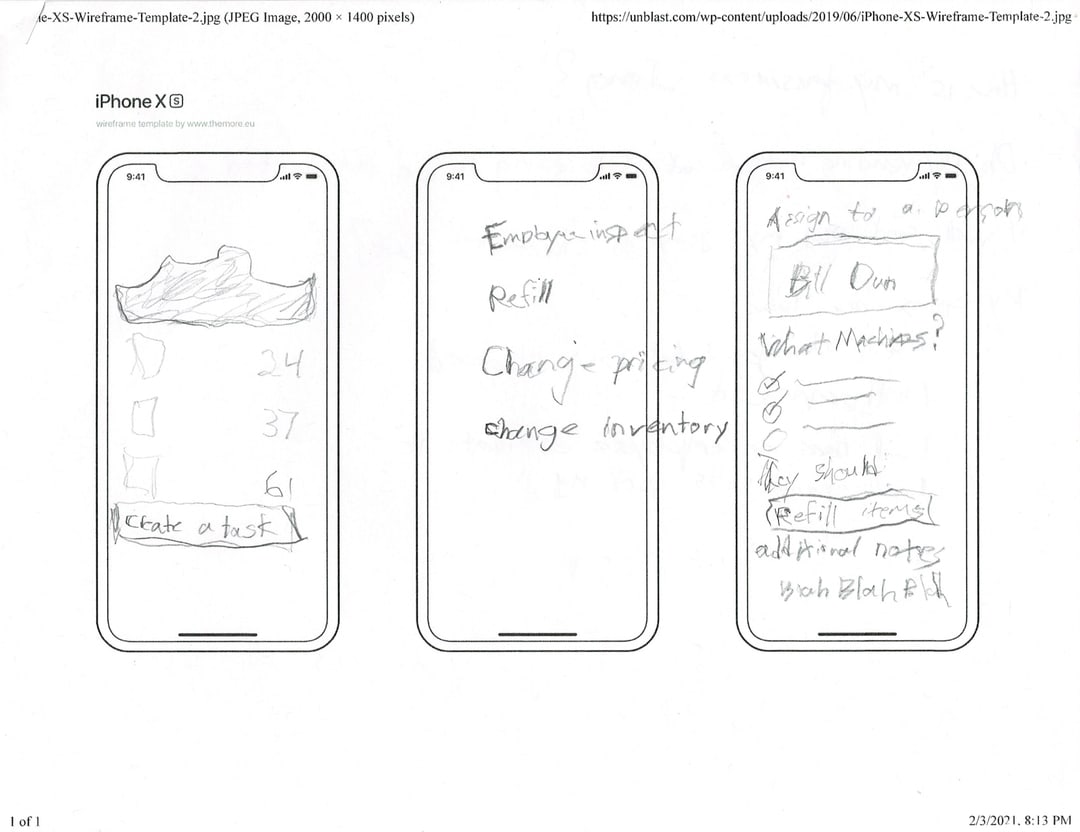 ie-XS-Wireframe-Template-2.jpg (JPEG Image, 2000 × 1400 pixels)
https://unblast.com/wp-content/uploads/2019/06/iPhone-XS-Wireframe-Template-2.jpg
iPhone XS
wireframe template by www.themore.eu
9:41
24
37
61
Create a task
9:41
Employee inspect
Refill
Change pricing
change inventory
9:41
Assign to a person
Bill Dun
What Machines?
They should
Refill items
additional notes
Blah Blah Blah
1 of 1
2/3/2021, 8:13 PM